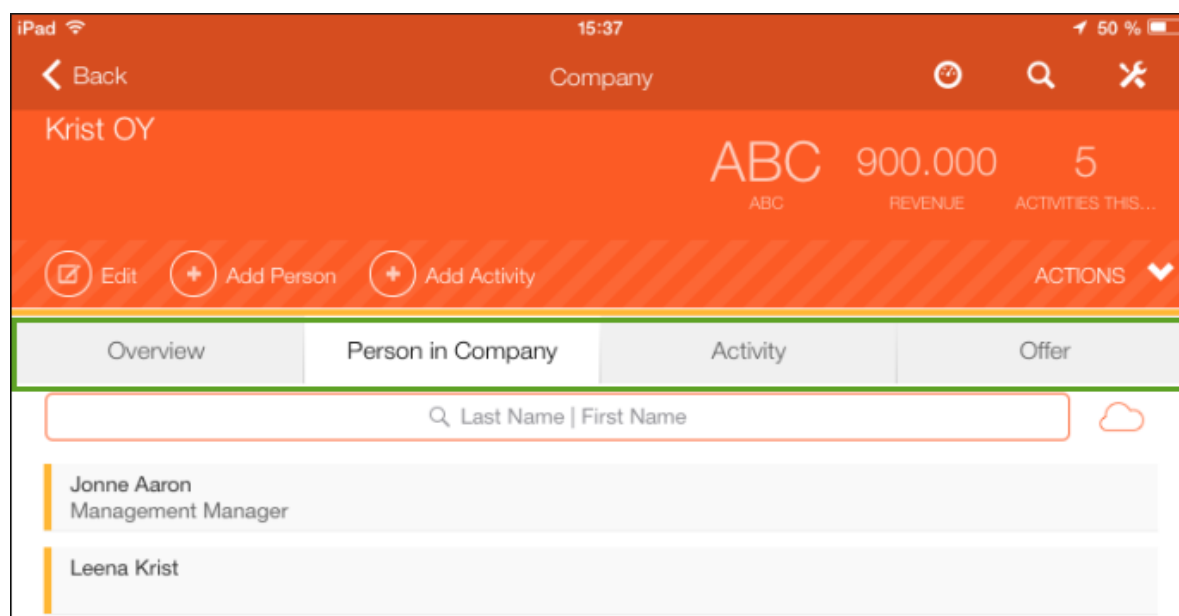 iPad 15:37 50 %
Back Company
Krist OY
ABC 900.000 5
ABC REVENUE ACTIVITIES THIS...
Edit Add Person Add Activity ACTIONS
Overview Person in Company Activity Offer
Last Name | First Name
Jonne Aaron
Management Manager
Leena Krist